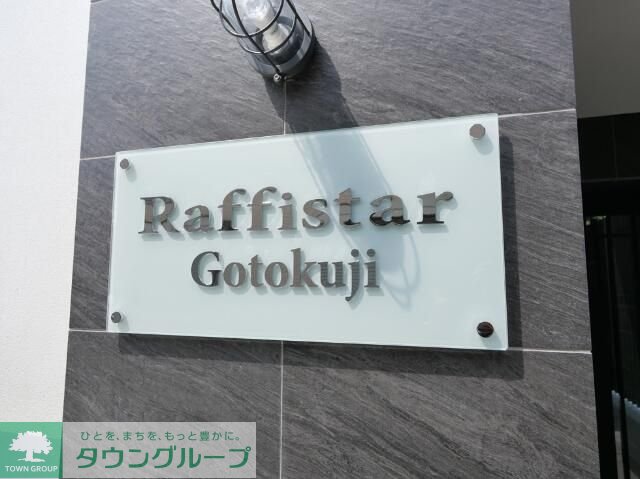 Raffistar
Gotokuji
ひとを、まちを、もっと豊かに。
タウングループ
TOWN GROUP